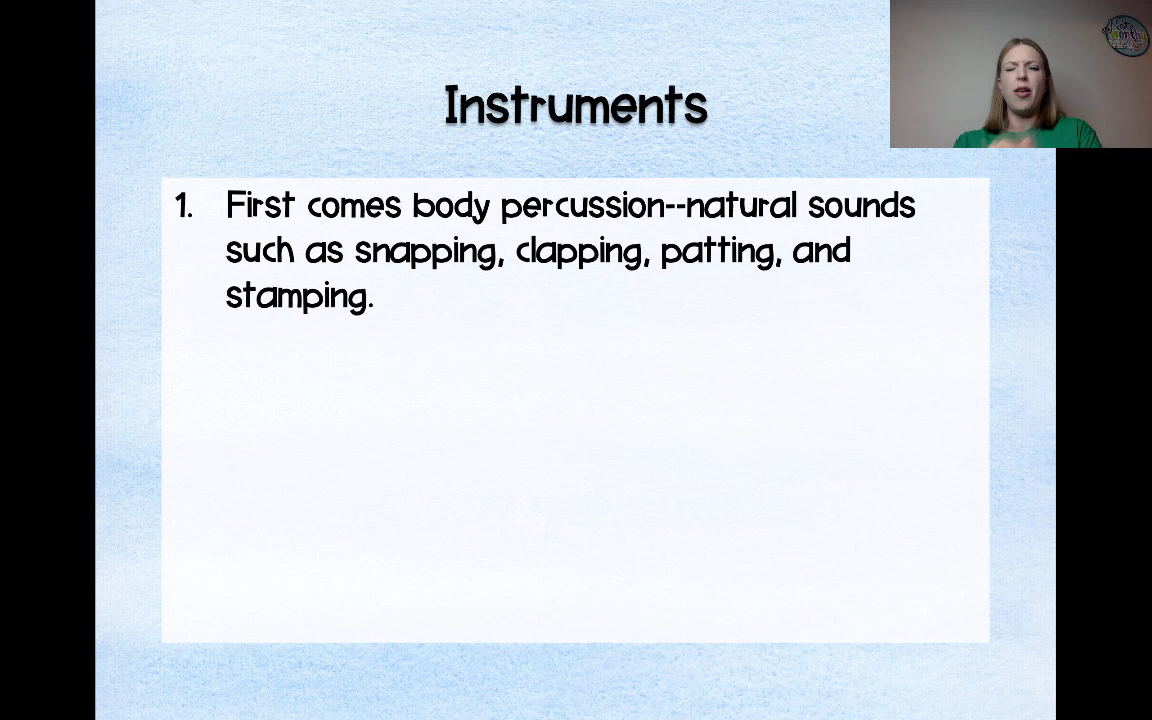 Instruments
1. First comes body percussion--natural sounds
such as snapping, clapping, patting, and
stamping.